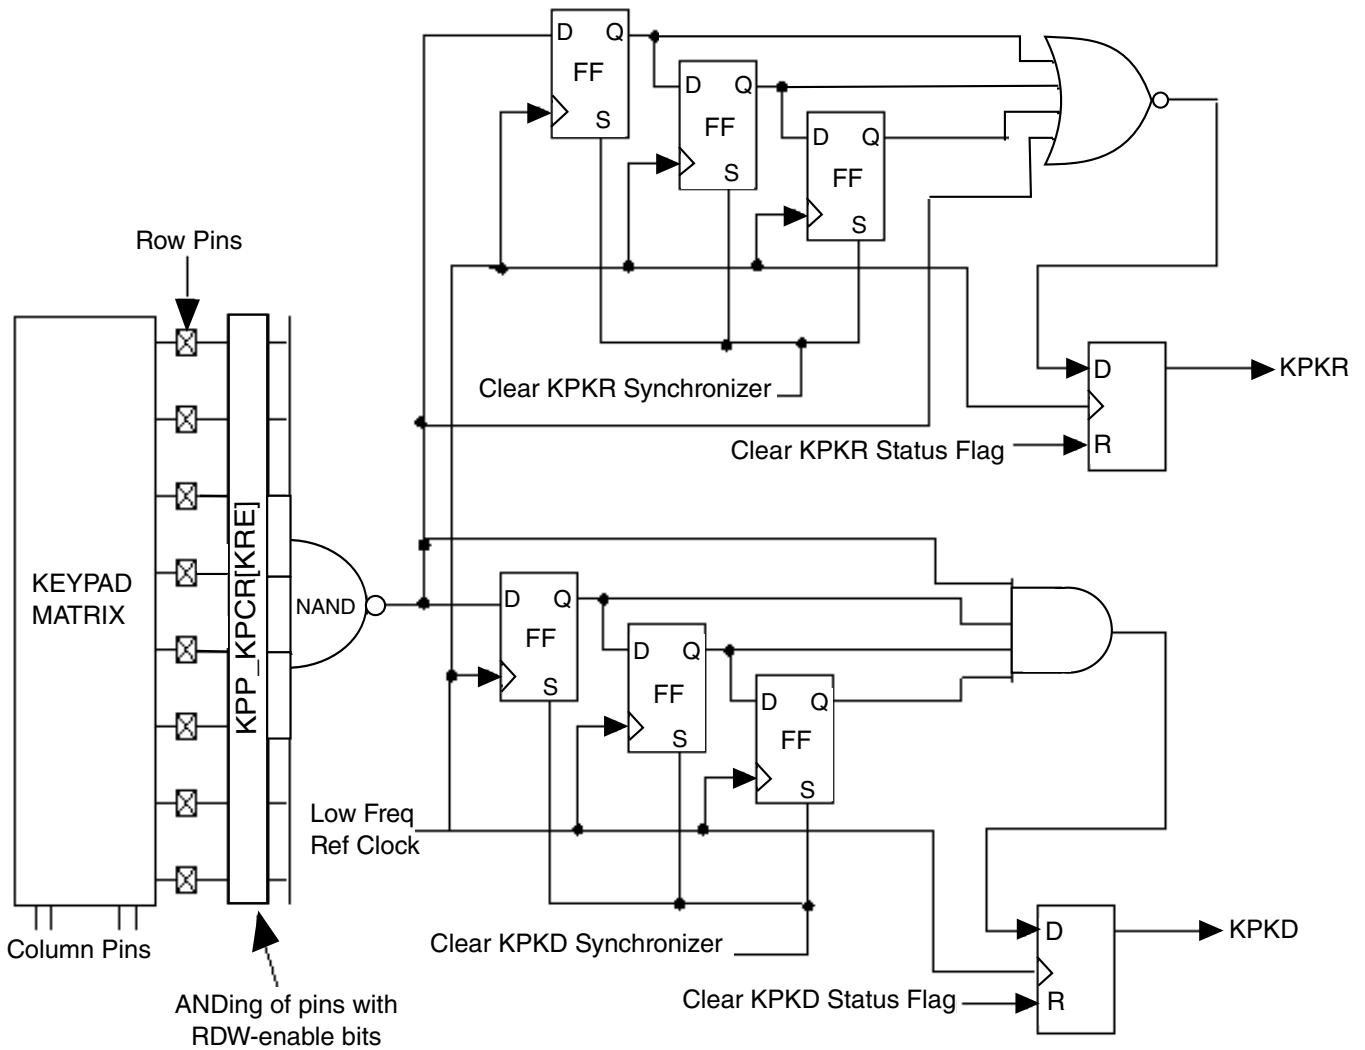 D Q
FF
S
D Q
FF
S
D Q
FF
S
Row Pins
Clear KPKR Synchronizer
D
R
KPKR
Clear KPKR Status Flag
KEYPAD
MATRIX
KPP_KPCR[KRE]
NAND
D Q
FF
S
D Q
FF
S
D Q
FF
S
Low Freq
Ref Clock
Column Pins
Clear KPKD Synchronizer
D
R
KPKD
Clear KPKD Status Flag
ANDing of pins with
RDW-enable bits